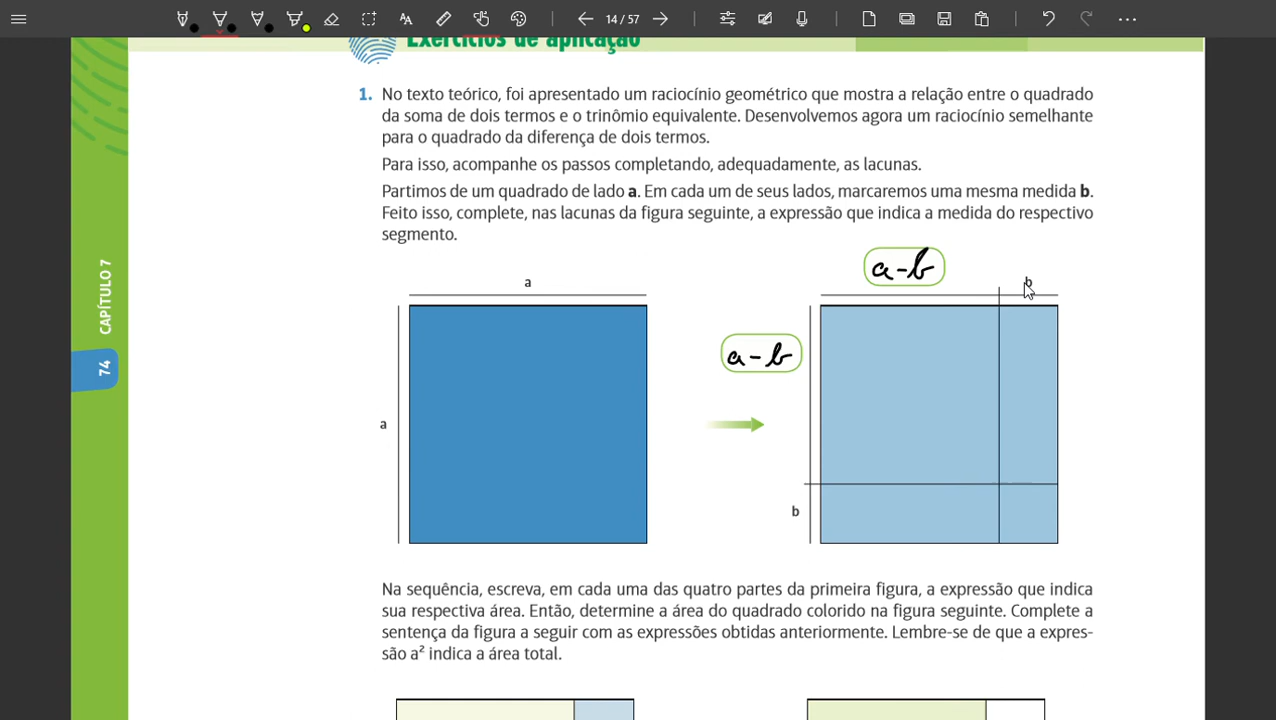 14 / 57
Exercícios de aplicação
1. No texto teórico, foi apresentado um raciocínio geométrico que mostra a relação entre o quadrado
da soma de dois termos e o trinômio equivalente. Desenvolvemos agora um raciocínio semelhante
para o quadrado da diferença de dois termos.
Para isso, acompanhe os passos completando, adequadamente, as lacunas.
Partimos de um quadrado de lado a. Em cada um de seus lados, marcaremos uma mesma medida b.
Feito isso, complete, nas lacunas da figura seguinte, a expressão que indica a medida do respectivo
segmento.
a
a
a-b
b
a-b
b
CAPÍTULO 7
74
Na sequência, escreva, em cada uma das quatro partes da primeira figura, a expressão que indica
sua respectiva área. Então, determine a área do quadrado colorido na figura seguinte. Complete a
sentença da figura a seguir com as expressões obtidas anteriormente. Lembre-se de que a expres-
são a² indica a área total.